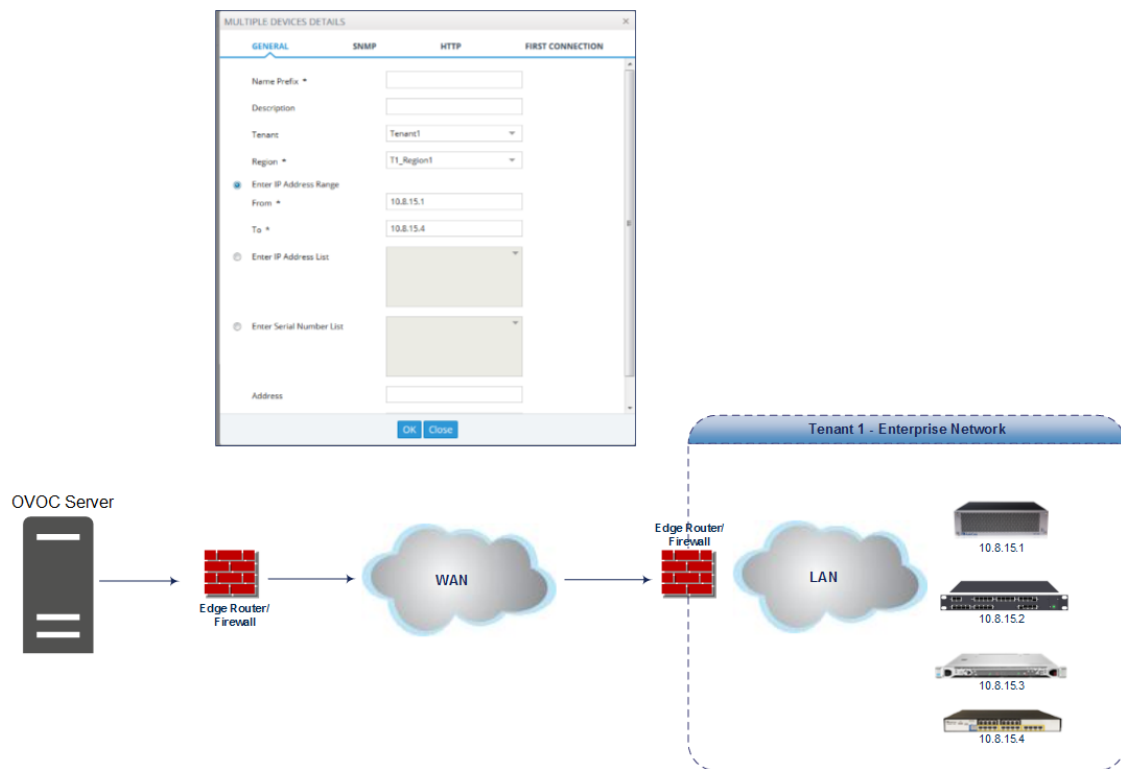 MULTIPLE DEVICES DETAILS ×
GENERAL SNMP HTTP FIRST CONNECTION
Name Prefix *
Description
Tenant Tenant1
Region * T1_Region1
Enter IP Address Range
From * 10.8.15.1
To * 10.8.15.4
Enter IP Address List
Enter Serial Number List
Address
OK Close
Tenant 1 - Enterprise Network
OVOC Server
Edge Router/
Firewall
WAN
Edge Router/
Firewall
LAN
10.8.15.1
10.8.15.2
10.8.15.3
10.8.15.4